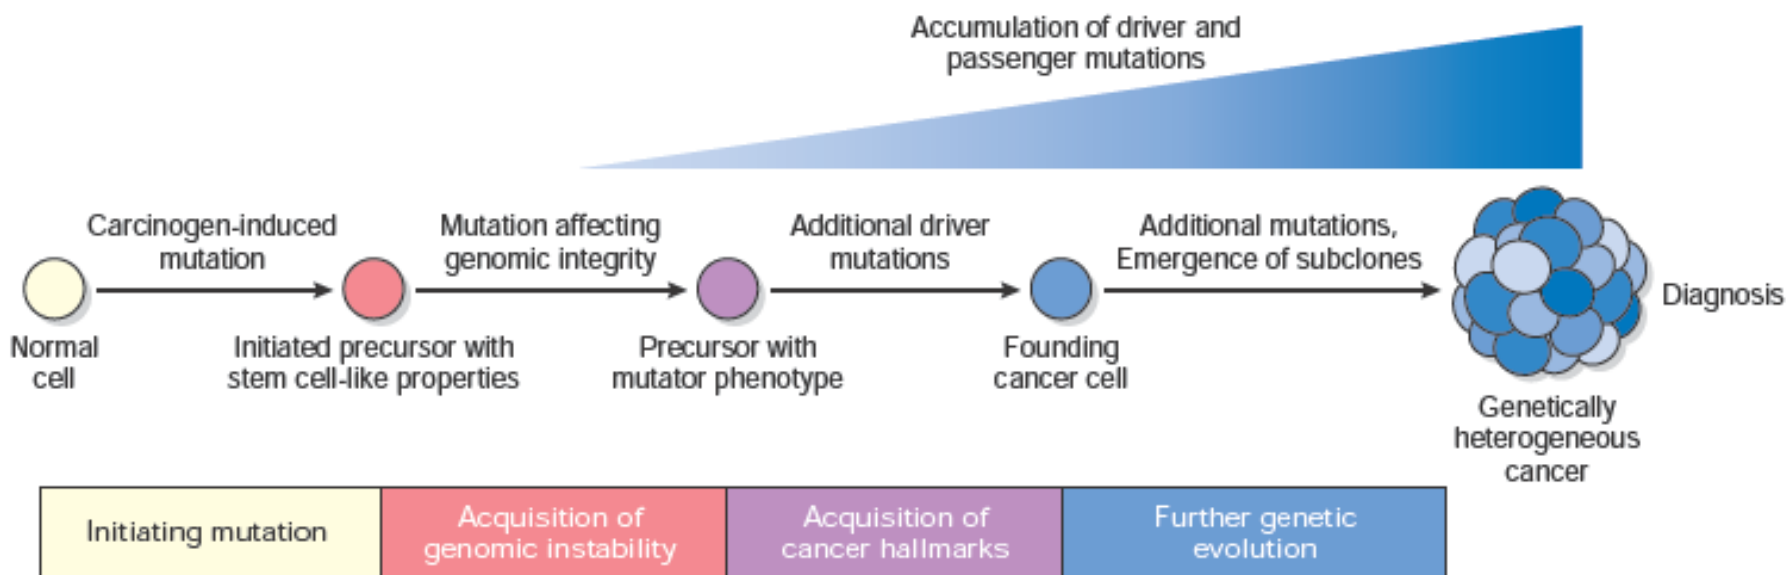 Accumulation of driver and
passenger mutations
Carcinogen-induced
mutation
Mutation affecting
genomic integrity
Additional driver
mutations
Additional mutations,
Emergence of subclones
Diagnosis
Normal
cell
Initiated precursor with
stem cell-like properties
Precursor with
mutator phenotype
Founding
cancer cell
Genetically
heterogeneous
cancer
Initiating mutation
Acquisition of
genomic instability
Acquisition of
cancer hallmarks
Further genetic
evolution